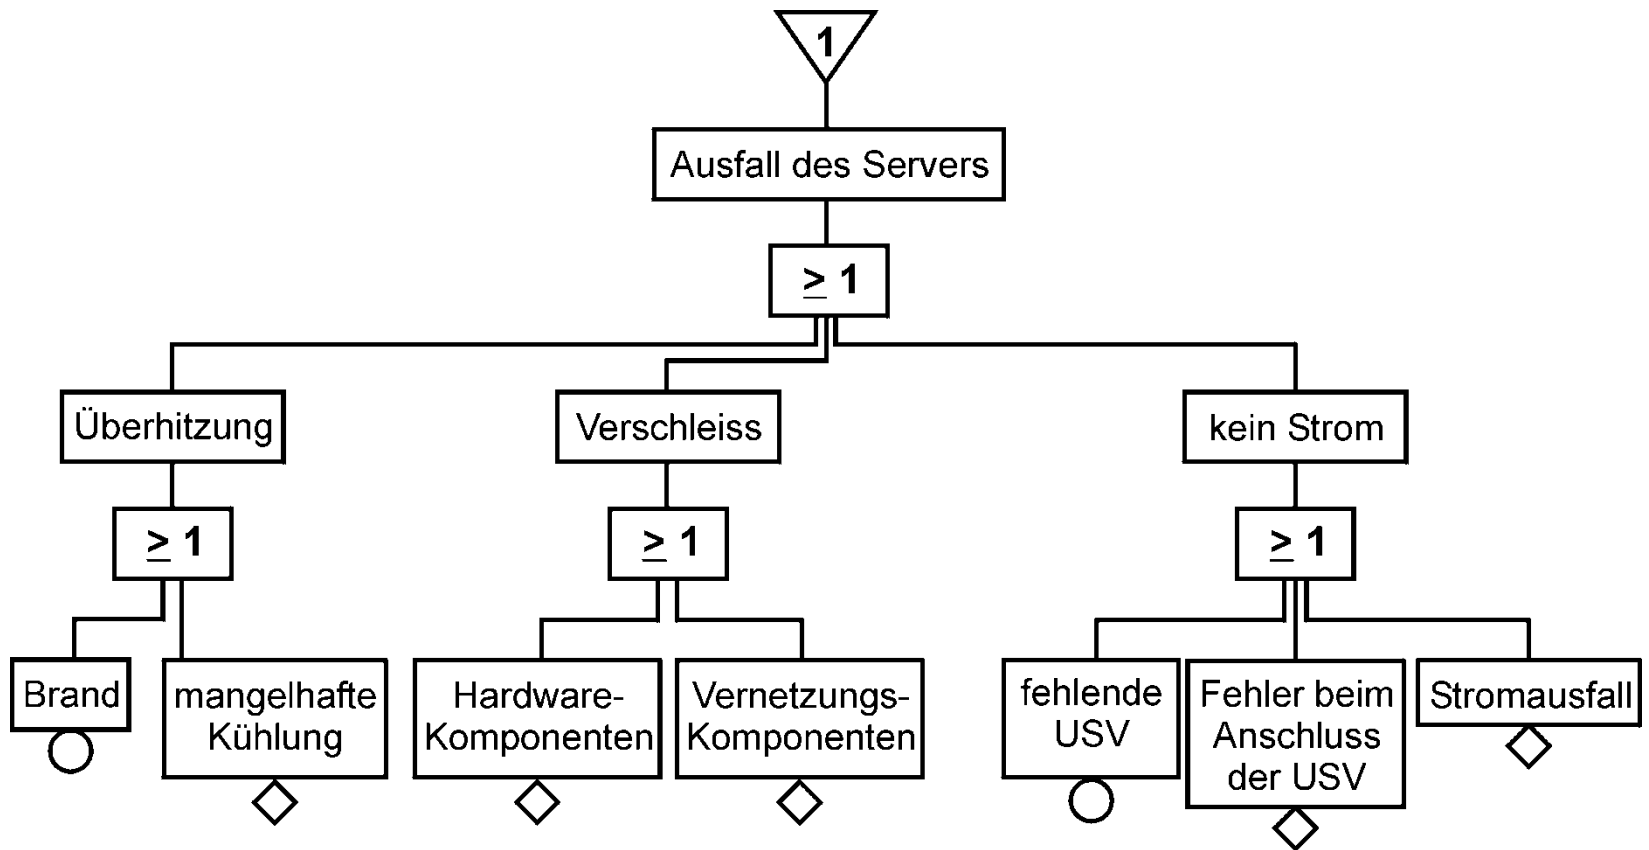 1
Ausfall des Servers
≥ 1
Überhitzung
Verschleiss
kein Strom
≥ 1
≥ 1
≥ 1
Brand
mangelhafte
Kühlung
Hardware-
Komponenten
Vernetzungs-
Komponenten
fehlende
USV
Fehler beim
Anschluss
der USV
Stromausfall